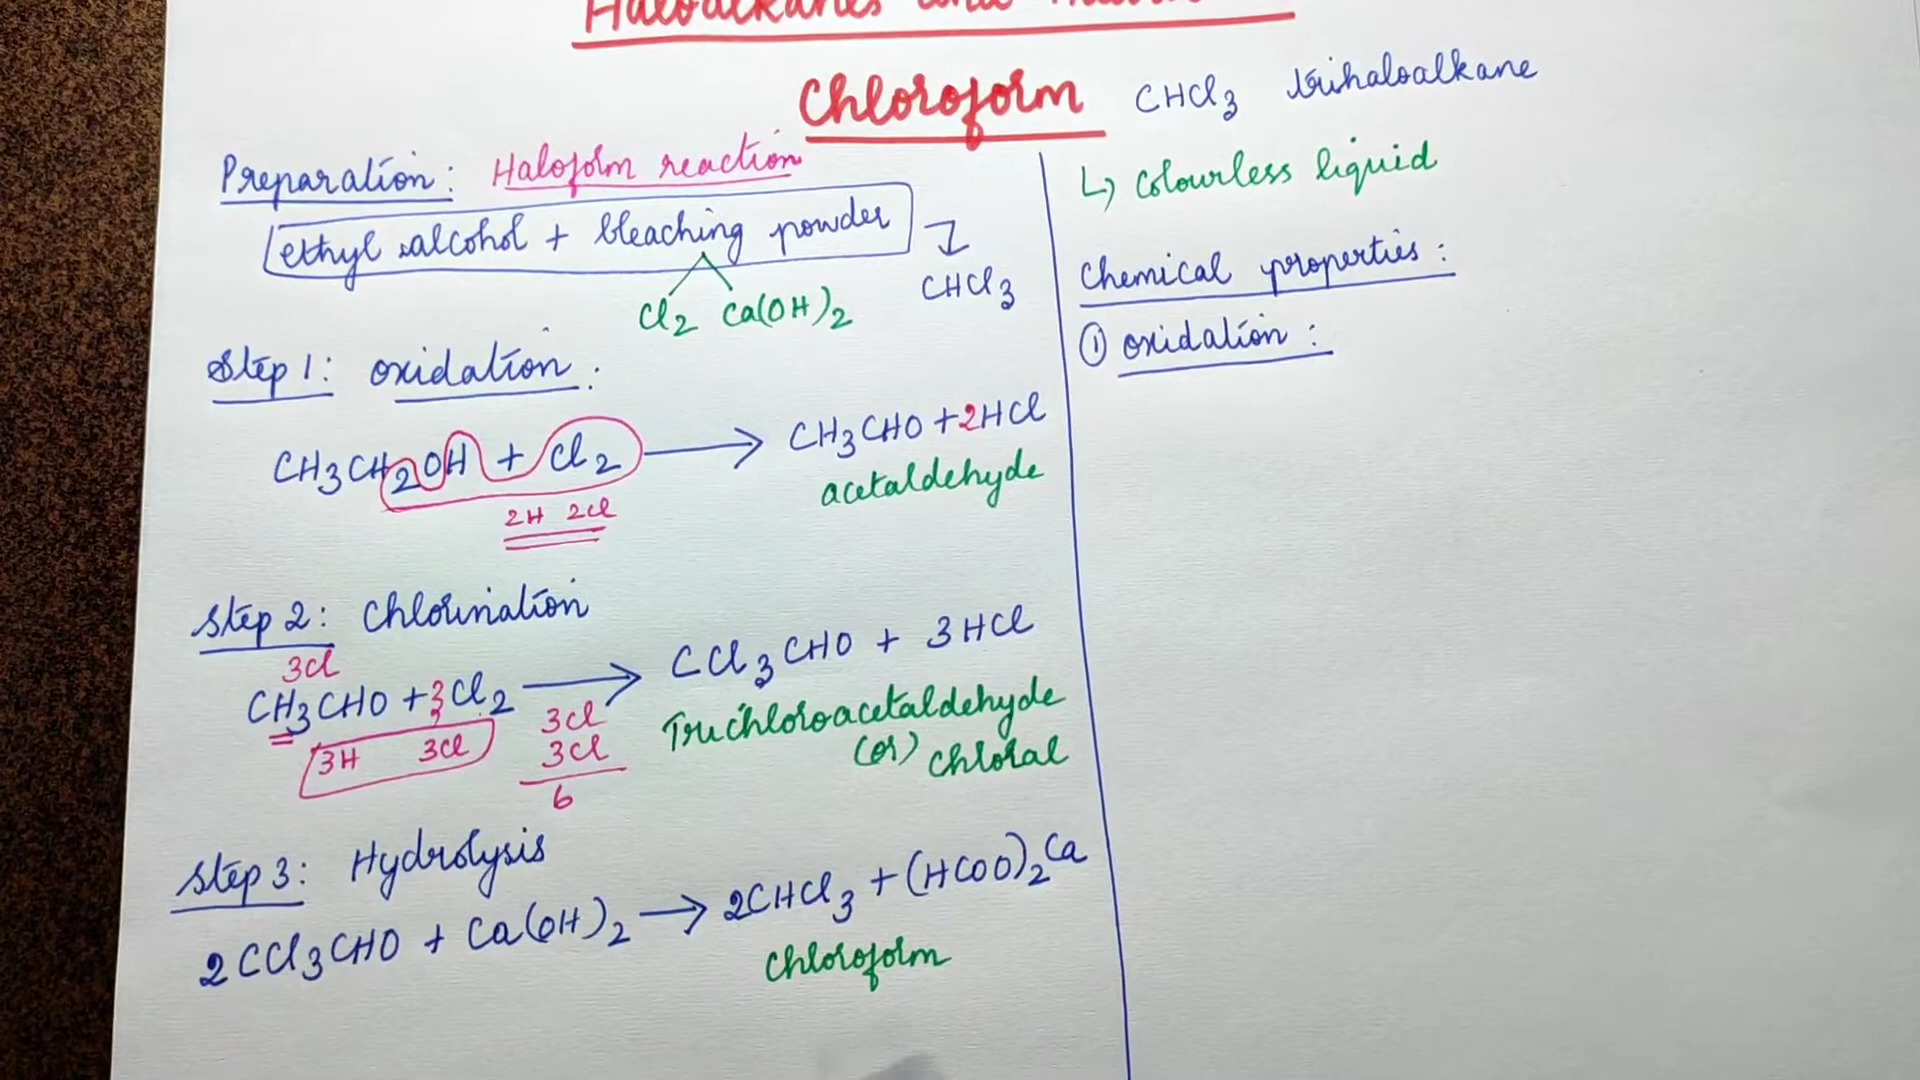 Haloalkanes and
Chloroform CHCl3 trihaloalkane
Preparation: Haloform reaction
ethyl alcohol + bleaching powder
CHCl3
Cl2 Ca(OH)2
Step 1: oxidation:
CH3CH2OH + Cl2 → CH3CHO + 2HCl
acetaldehyde
2H 2Cl
Step 2: Chlorination
3Cl
CH3CHO + 3Cl2 → CCl3CHO + 3HCl
3H 3Cl
3Cl
3Cl
6
Trichloroacetaldehyde
(or) chloral
Step 3: Hydrolysis
2CCl3CHO + Ca(OH)2 → 2CHCl3 + (HCOO)2Ca
chloroform
↳ colourless liquid
Chemical properties:
① oxidation: